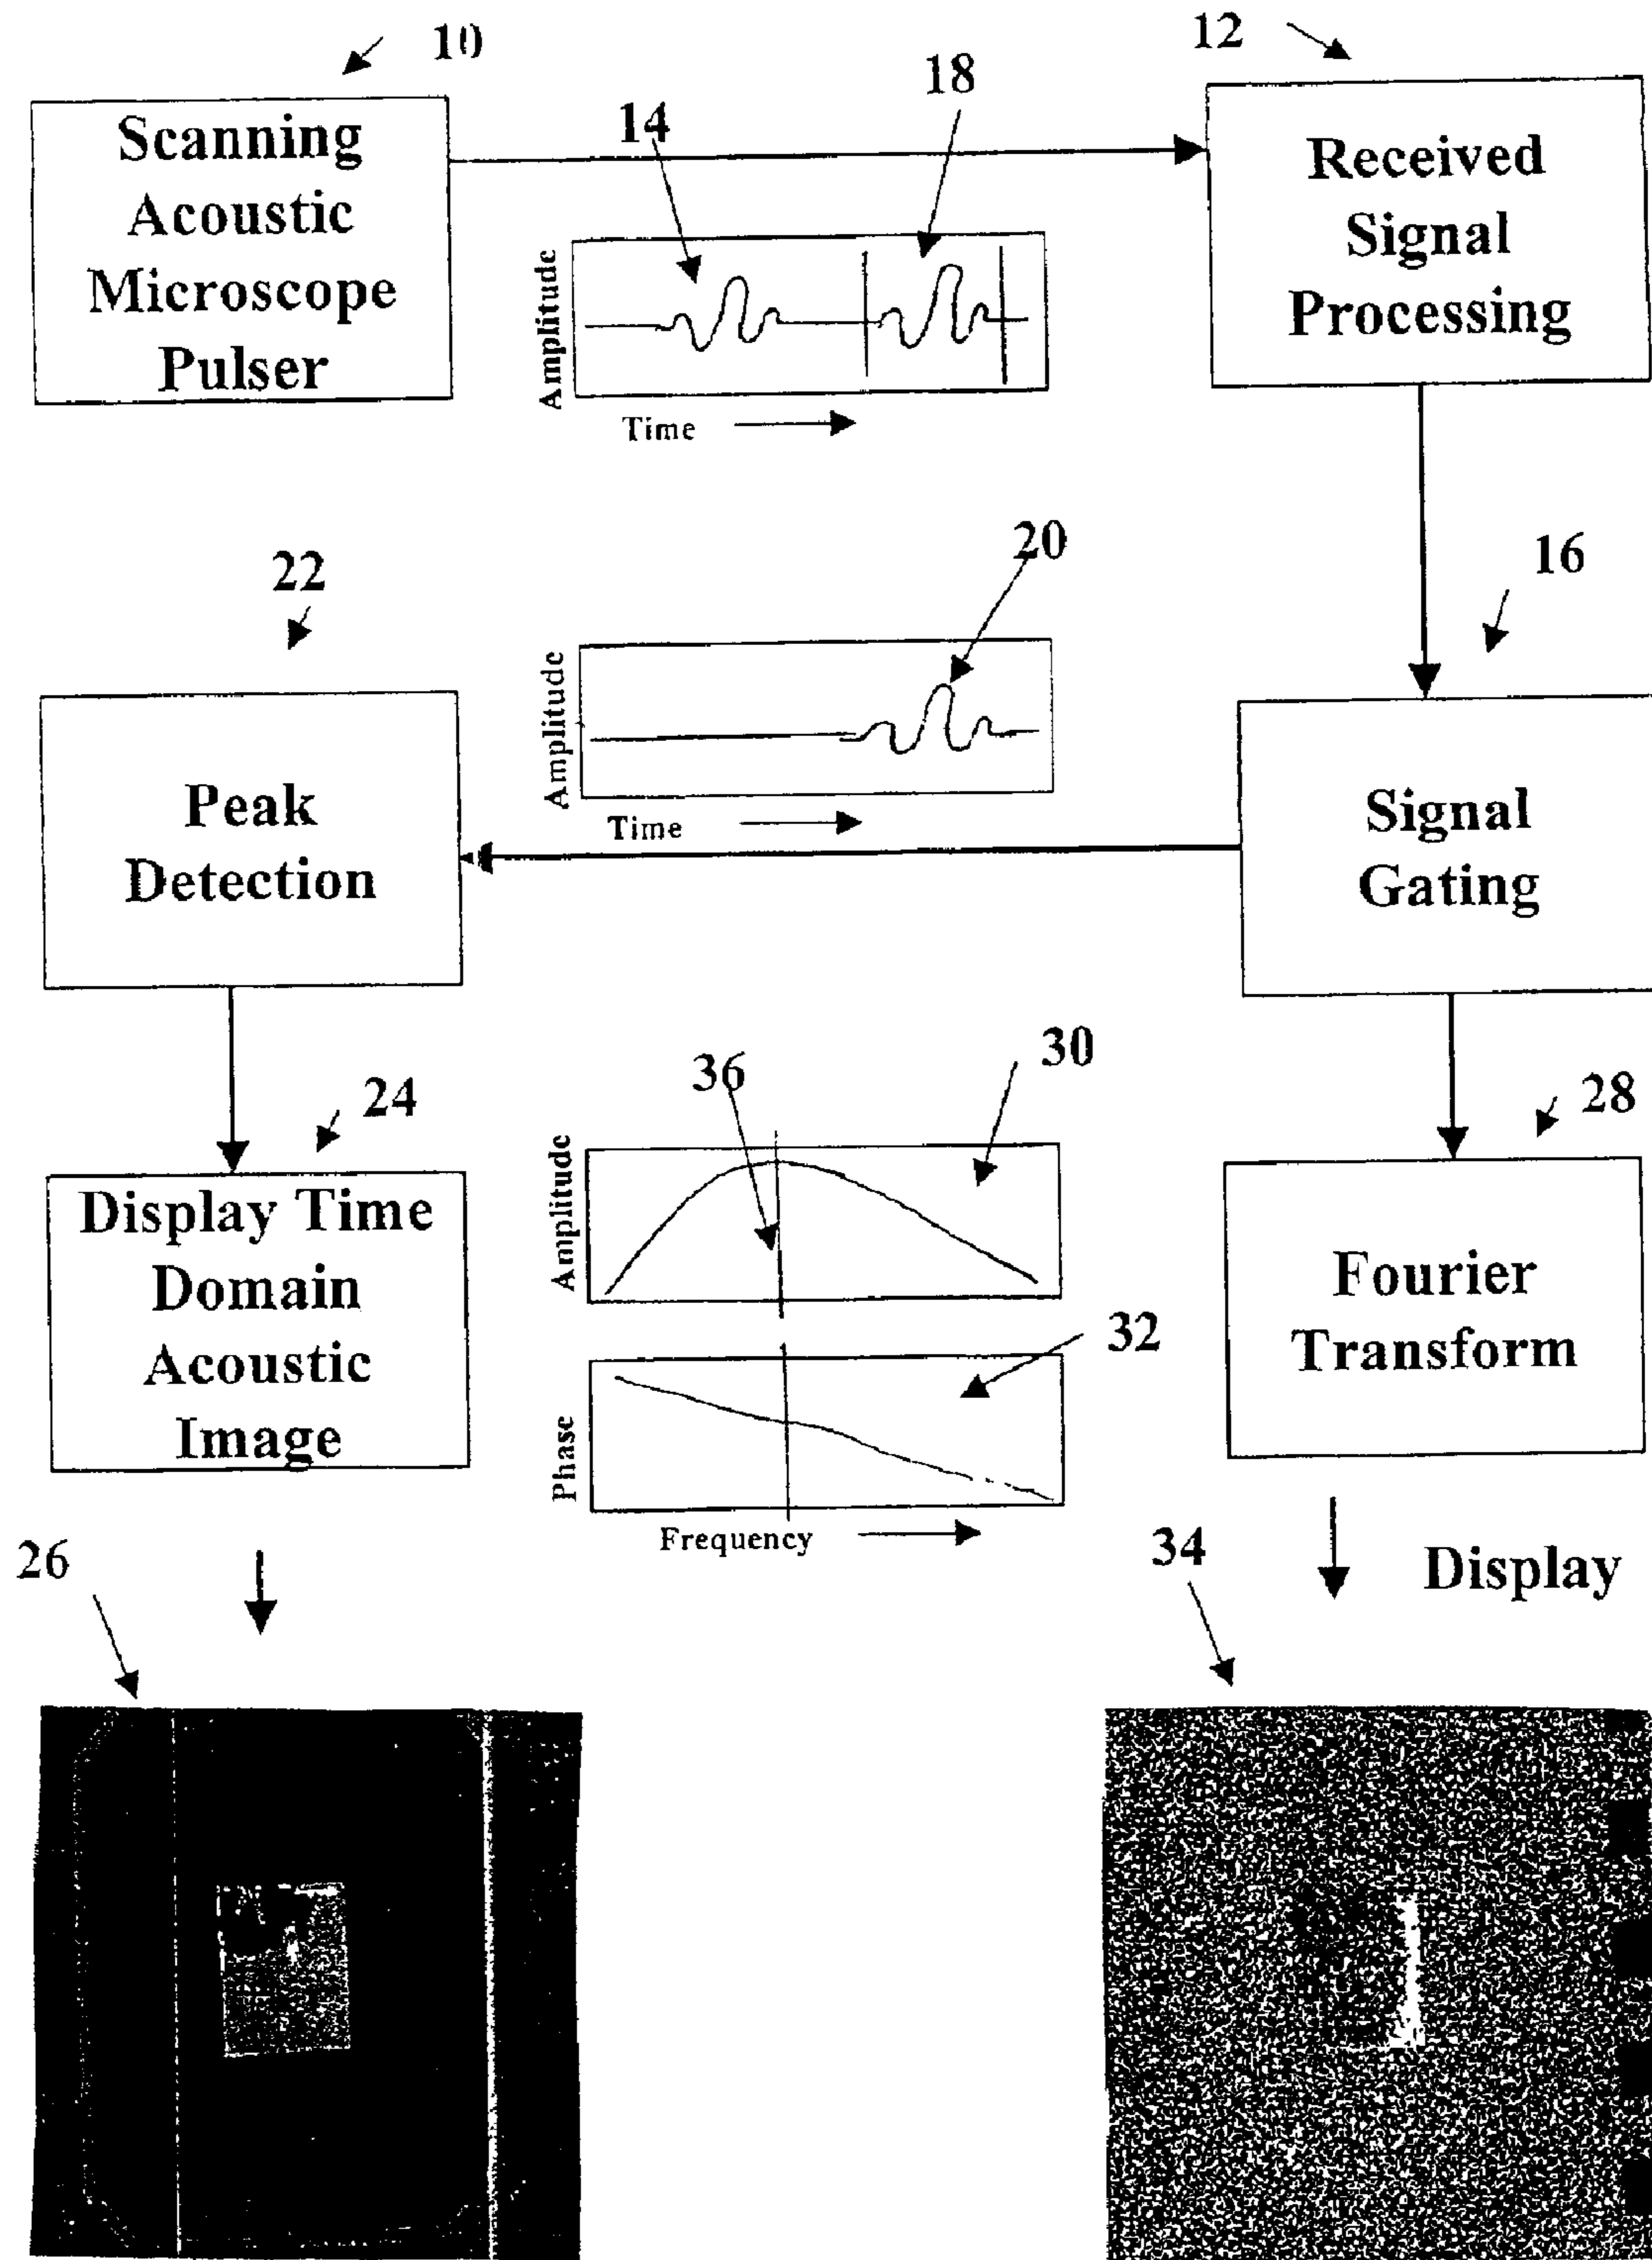 10
12
14
18
Scanning
Acoustic
Microscope
Pulser
Received
Signal
Processing
Amplitude
Time
20
16
22
Amplitude
Time
Peak
Detection
Signal
Gating
36
30
24
28
Display Time
Domain
Acoustic
Image
Amplitude
32
Phase
Frequency
Fourier
Transform
26
34
Display